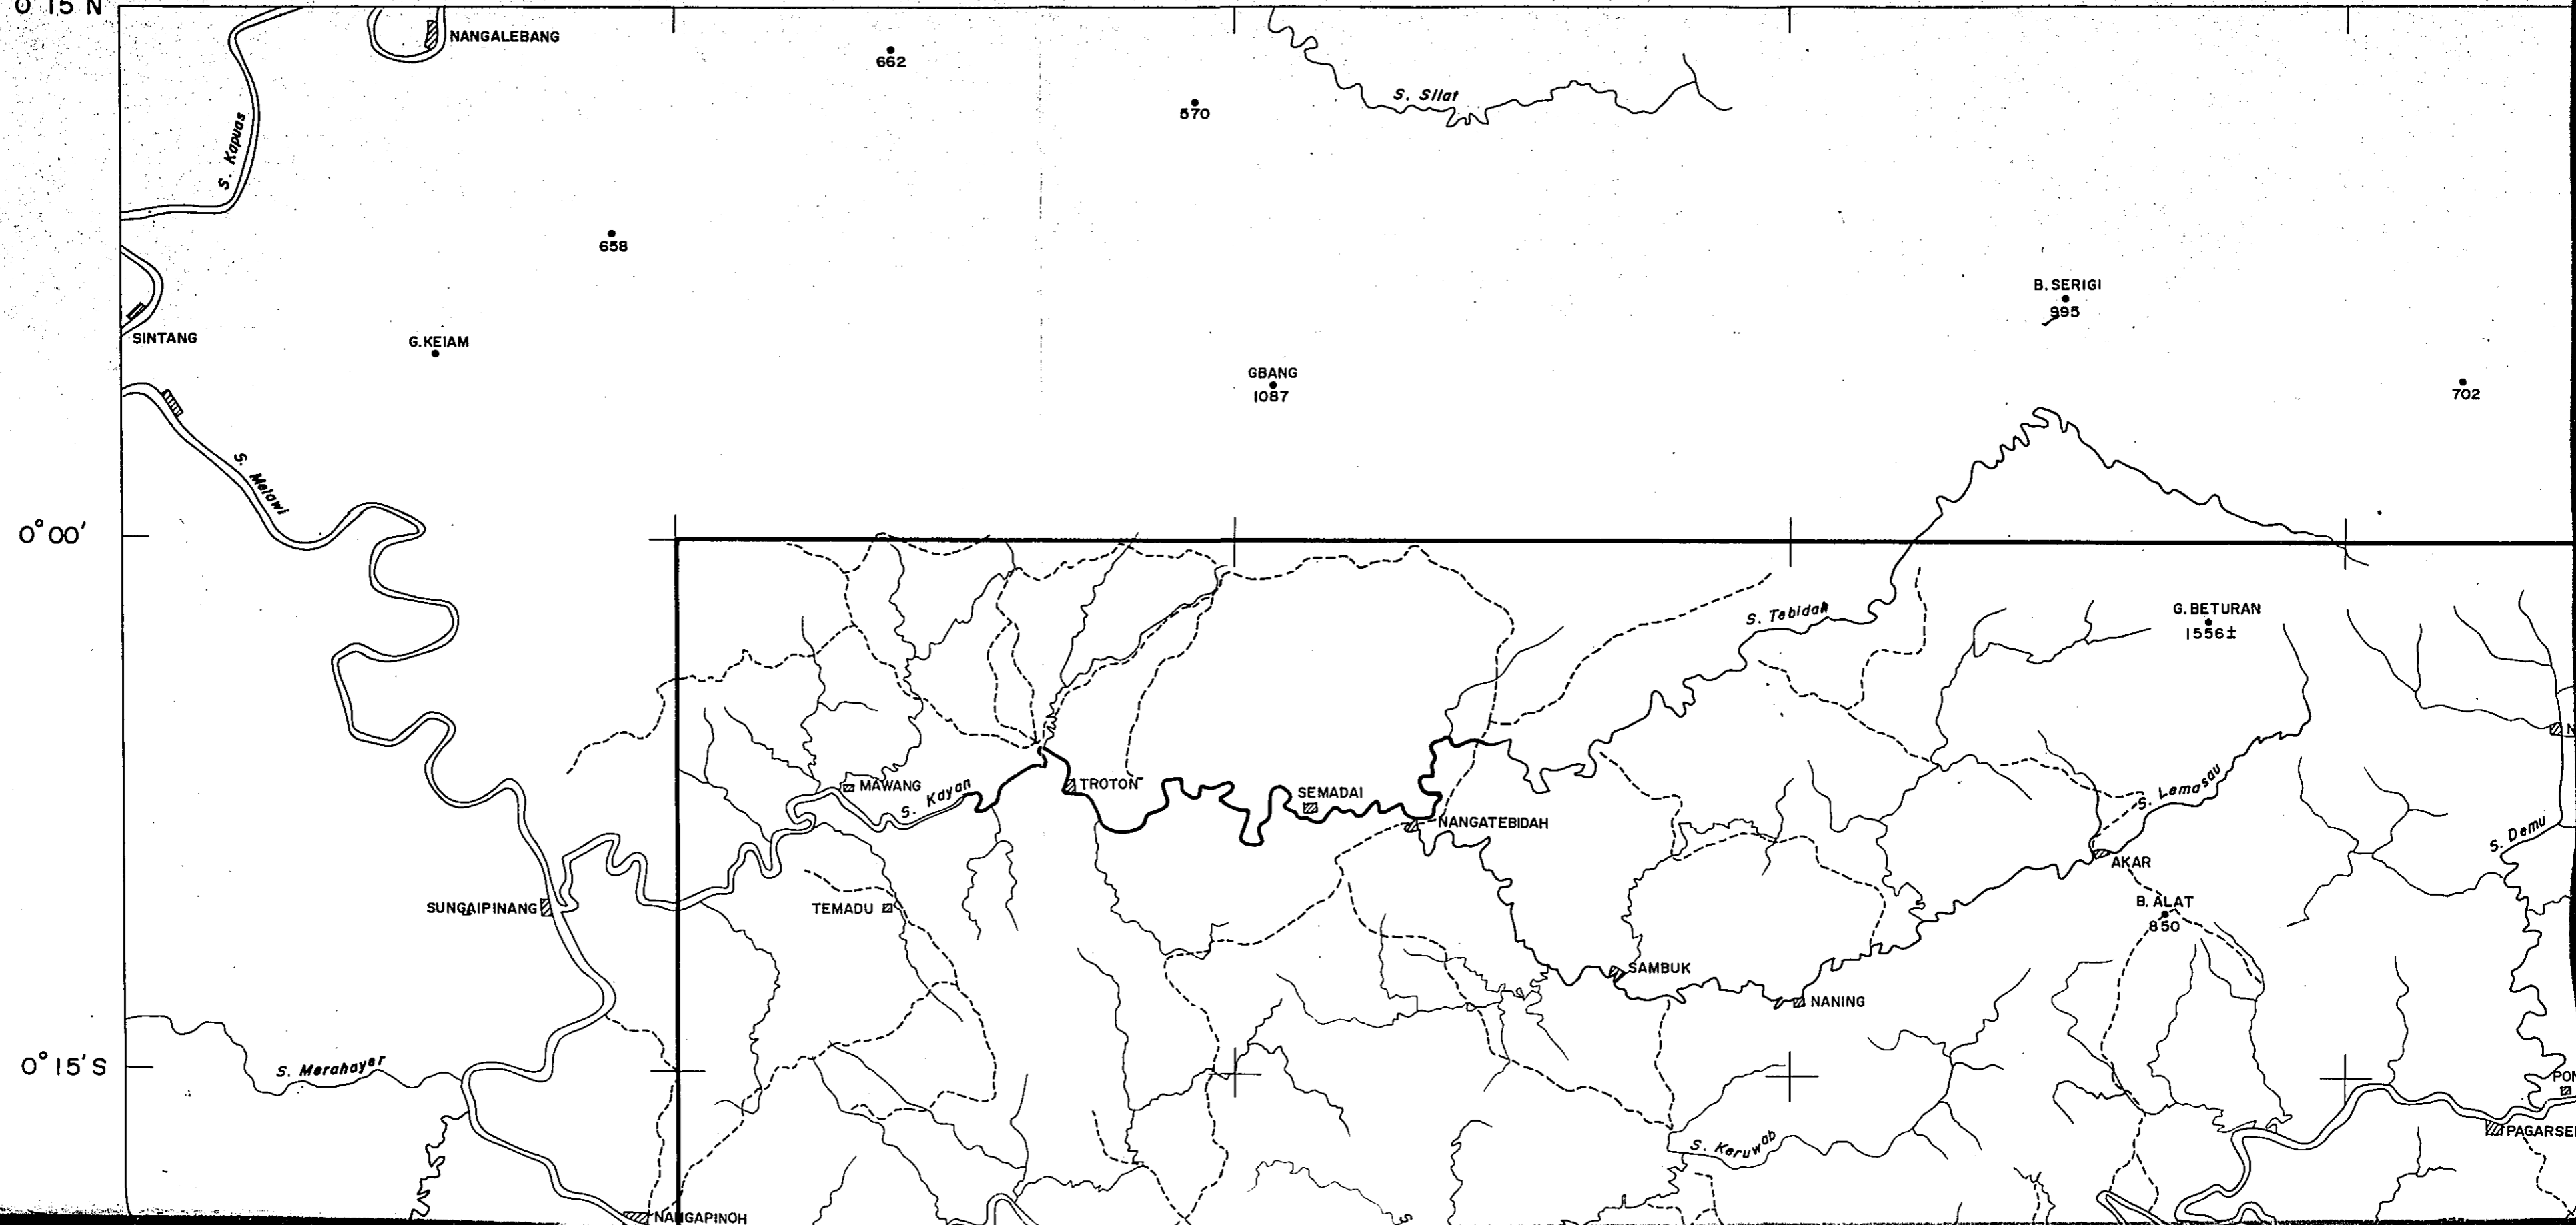 0 15 N
NANGALEBANG
662
S. Silat
570
S. Kapuas
658
B. SERIGI
995
SINTANG
G.KEIAM
GBANG
1087
702
S. Melawi
0°00'
S. Tebidah
G. BETURAN
1556±
MAWANG
S. Kayan
TROTON
SEMADAI
NANGATEBIDAH
S. Lemasau
S. Demu
AKAR
SUNGAIPINANG
TEMADU
B. ALAT
850
SAMBUK
NANING
0°15'S
S. Merahayer
PON
PAGARSE
S. Keruwab
NANGAPINOH